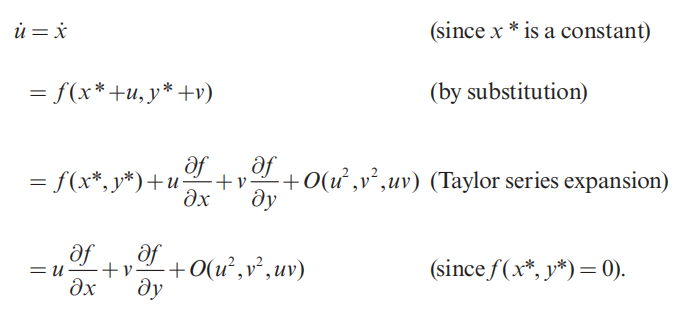 u̇ = ẋ (since x * is a constant)
= f(x*+u, y*+v) (by substitution)
= f(x*, y*)+u ∂f/∂x +v ∂f/∂y +O(u²,v²,uv) (Taylor series expansion)
= u ∂f/∂x +v ∂f/∂y +O(u²,v²,uv) (since f(x*, y*) = 0).